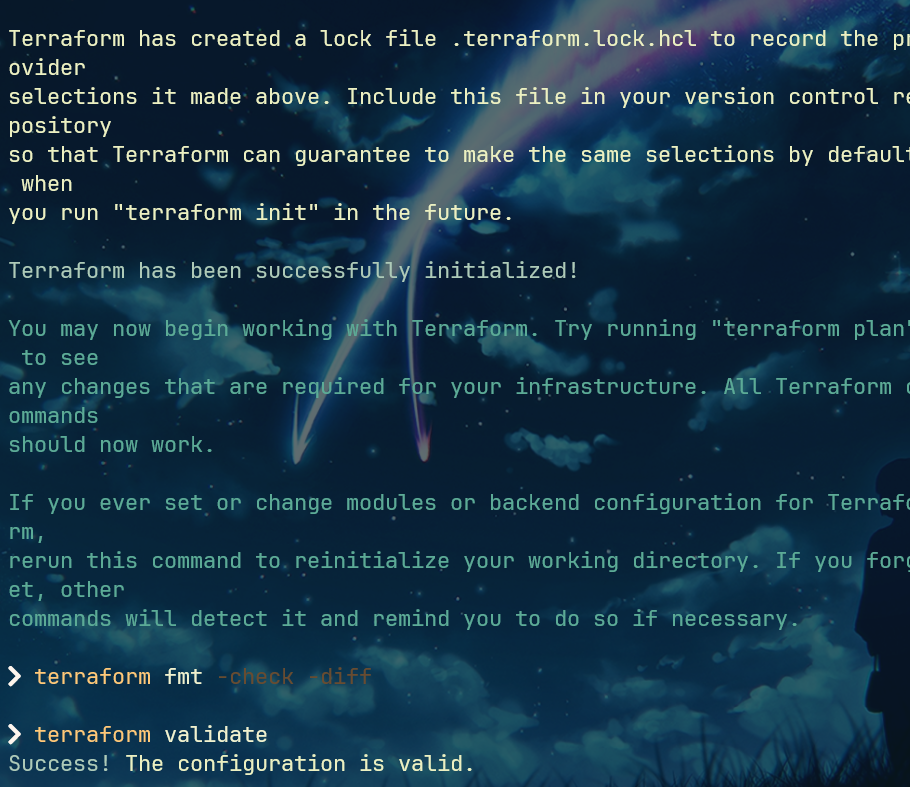 Terraform has created a lock file .terraform.lock.hcl to record the pr
ovider
selections it made above. Include this file in your version control re
pository
so that Terraform can guarantee to make the same selections by default
when
you run "terraform init" in the future.
Terraform has been successfully initialized!
You may now begin working with Terraform. Try running "terraform plan"
to see
any changes that are required for your infrastructure. All Terraform c
ommands
should now work.
If you ever set or change modules or backend configuration for Terrafo
rm,
rerun this command to reinitialize your working directory. If you forg
et, other
commands will detect it and remind you to do so if necessary.
❯ terraform fmt -check -diff
❯ terraform validate
Success! The configuration is valid.